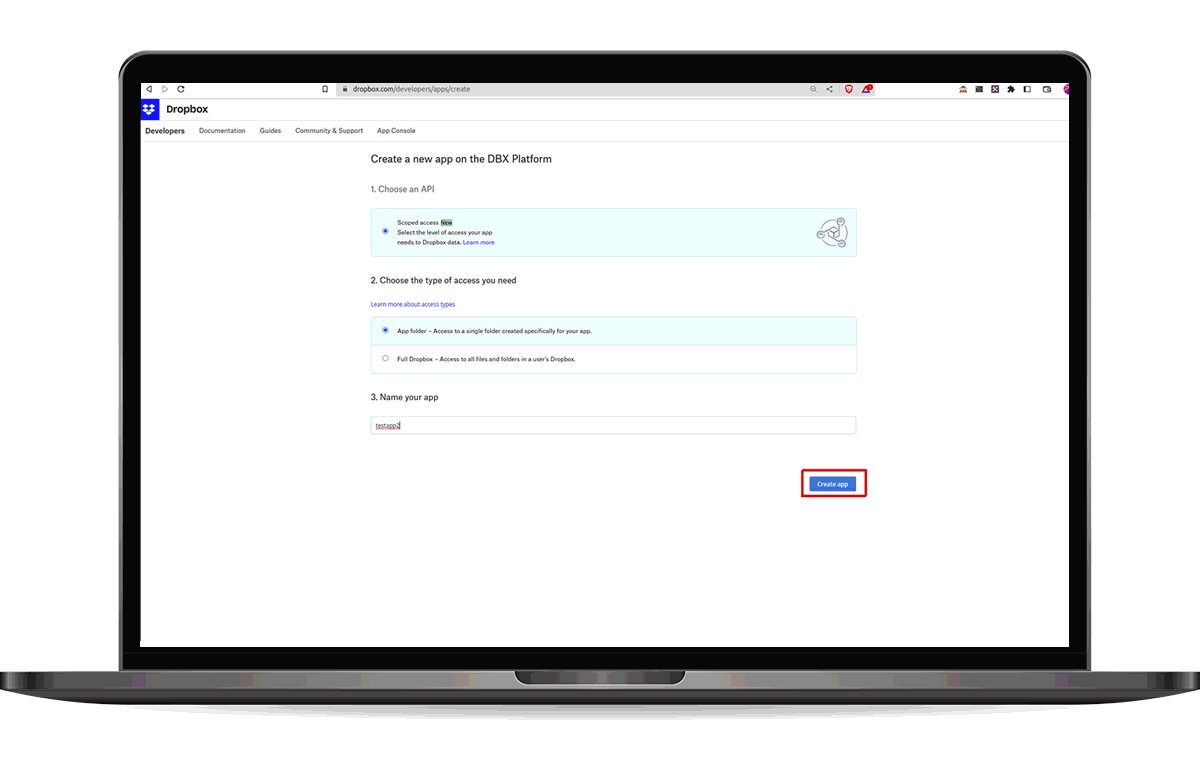 dropbox.com/developers/apps/create
Dropbox
Developers Documentation Guides Community & Support App Console
Create a new app on the DBX Platform
1. Choose an API
Scoped access New
Select the level of access your app
needs to Dropbox data. Learn more
2. Choose the type of access you need
Learn more about access types
App folder – Access to a single folder created specifically for your app.
Full Dropbox – Access to all files and folders in a user's Dropbox.
3. Name your app
testapp2
Create app